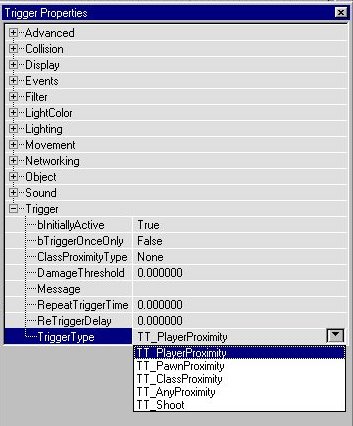 Trigger Properties
Advanced
Collision
Display
Events
Filter
LightColor
Lighting
Movement
Networking
Object
Sound
Trigger
bInitiallyActive True
bTriggerOnceOnly False
ClassProximityType None
DamageThreshold 0.000000
Message
RepeatTriggerTime 0.000000
ReTriggerDelay 0.000000
TriggerType TT_PlayerProximity
TT_PlayerProximity
TT_PawnProximity
TT_ClassProximity
TT_AnyProximity
TT_Shoot